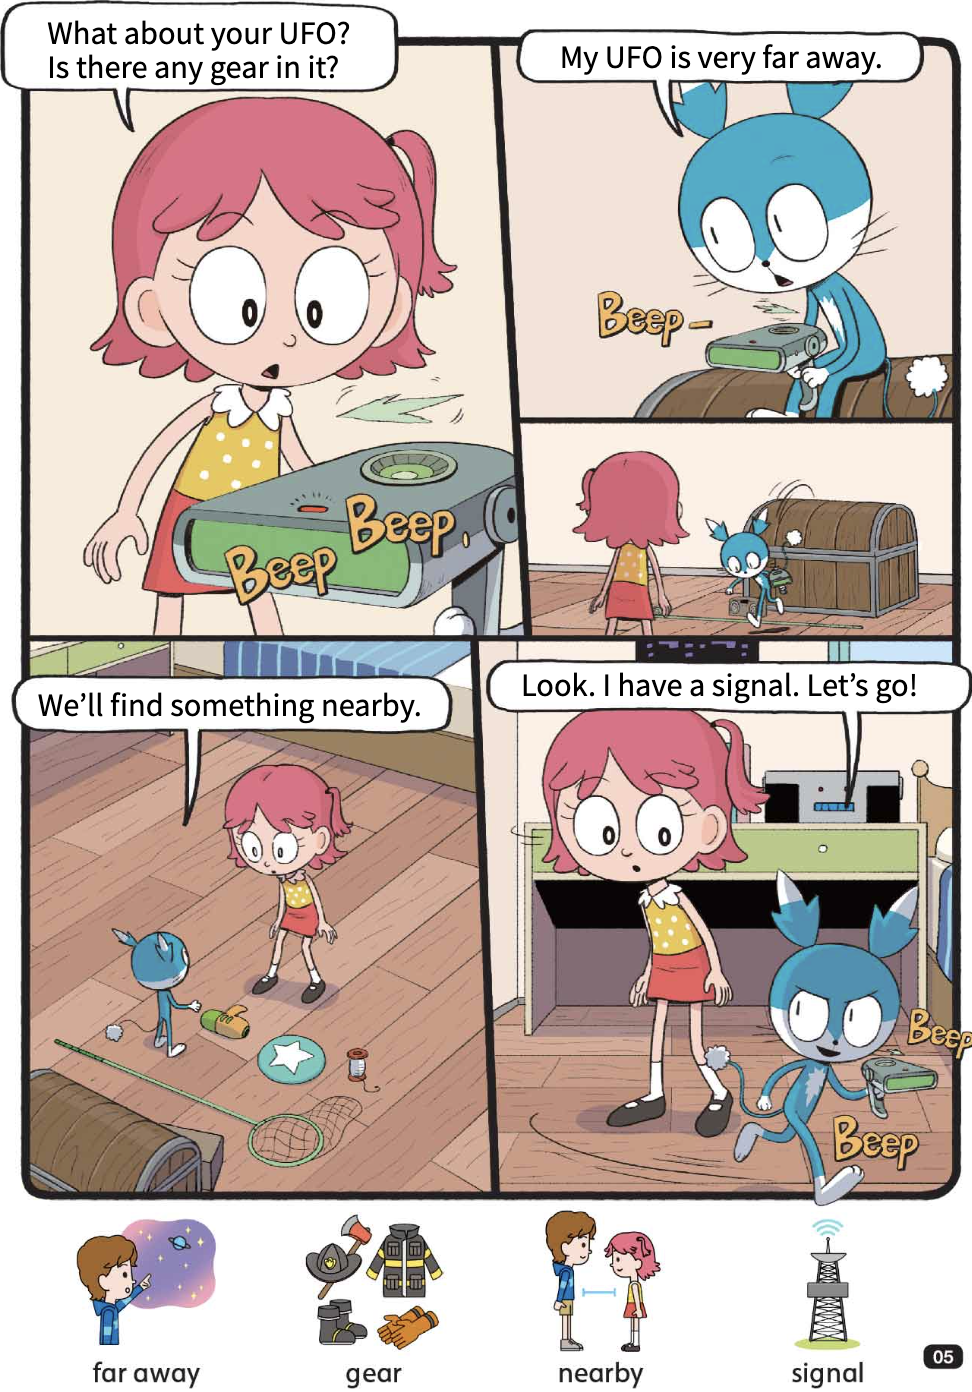 What about your UFO?
Is there any gear in it?
My UFO is very far away.
Beep –
Beep Beep
We'll find something nearby.
Look. I have a signal. Let's go!
Beep
Beep
far away
gear
nearby
signal
05